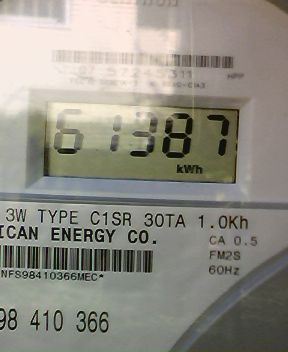 61387
kWh
3W TYPE C1SR 30TA 1.0Kh
ICAN ENERGY CO.
CA 0.5
FM2S
60Hz
*NFS98410366MEC*
98 410 366